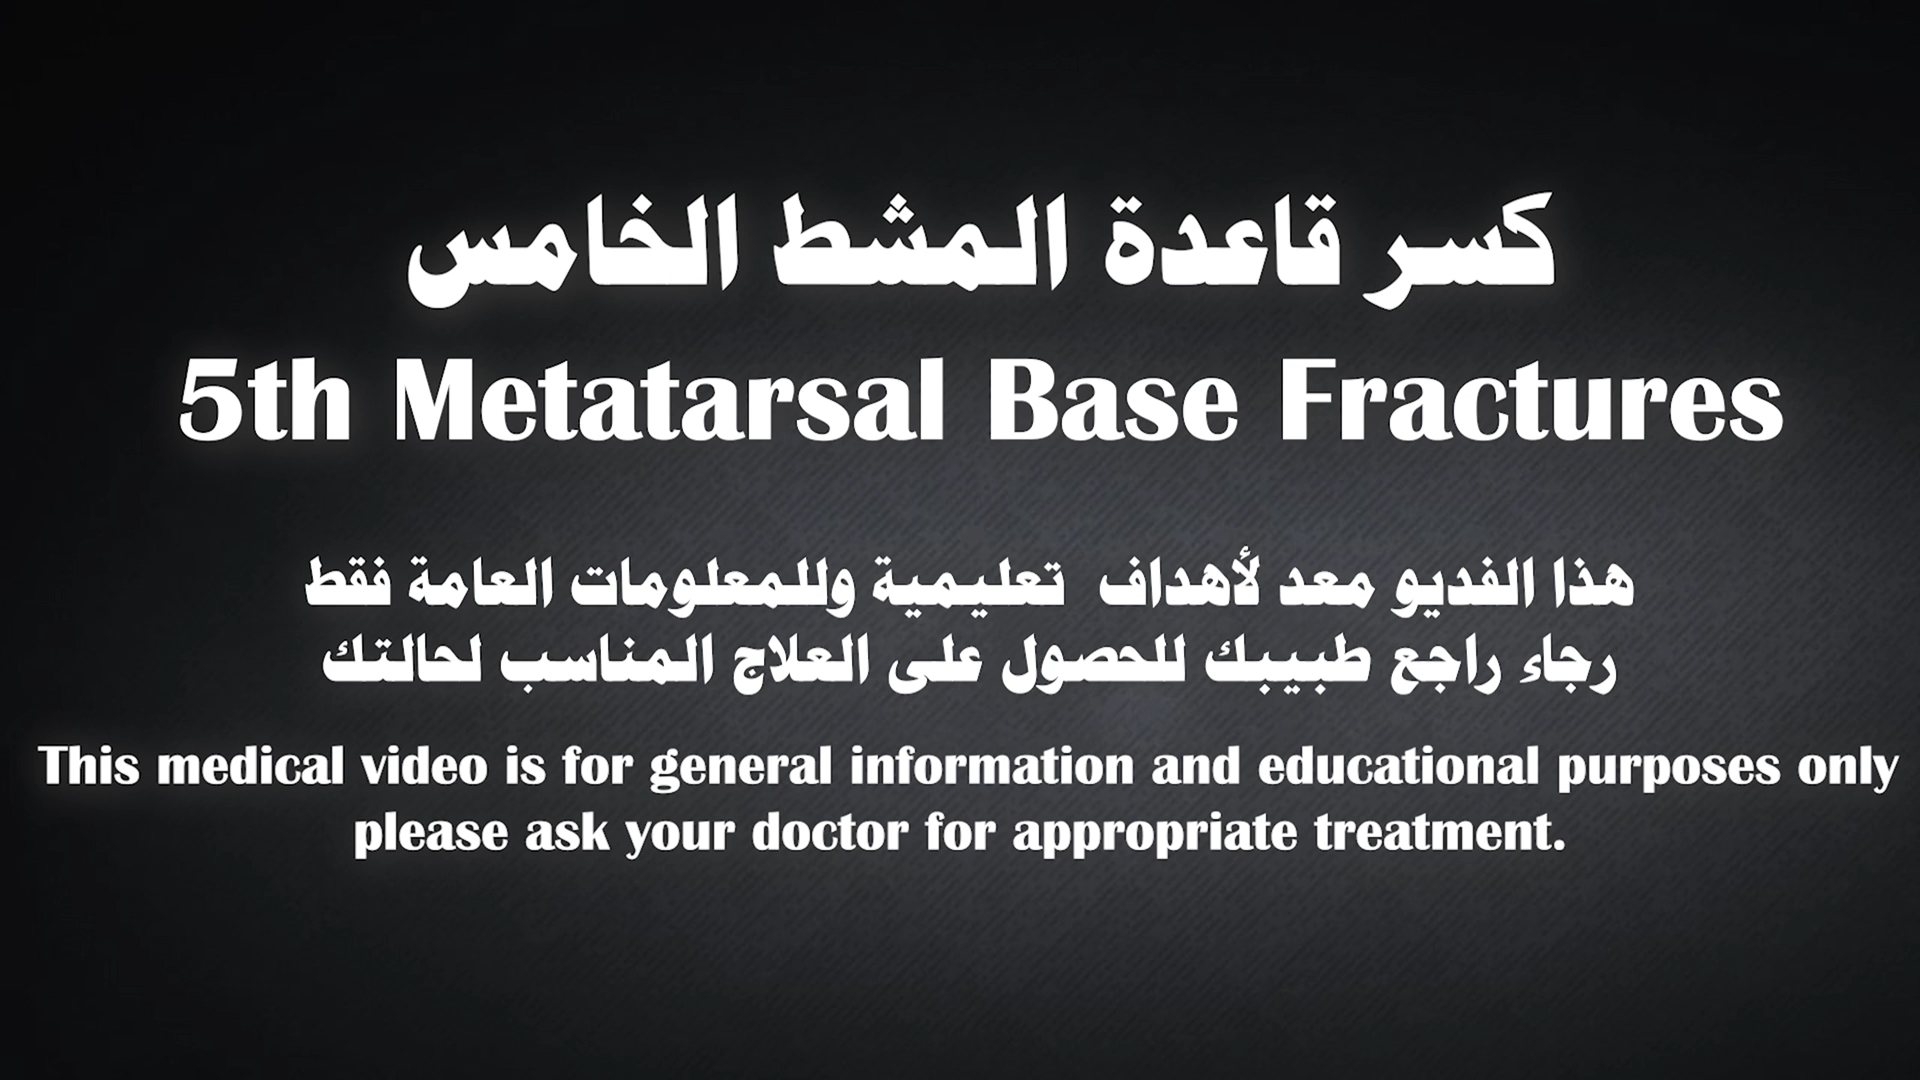 كسر قاعدة المشط الخامس
5th Metatarsal Base Fractures
هذا الفديو معد لأهداف تعليمية وللمعلومات العامة فقط
رجاء راجع طبيبك للحصول على العلاج المناسب لحالتك
This medical video is for general information and educational purposes only
please ask your doctor for appropriate treatment.